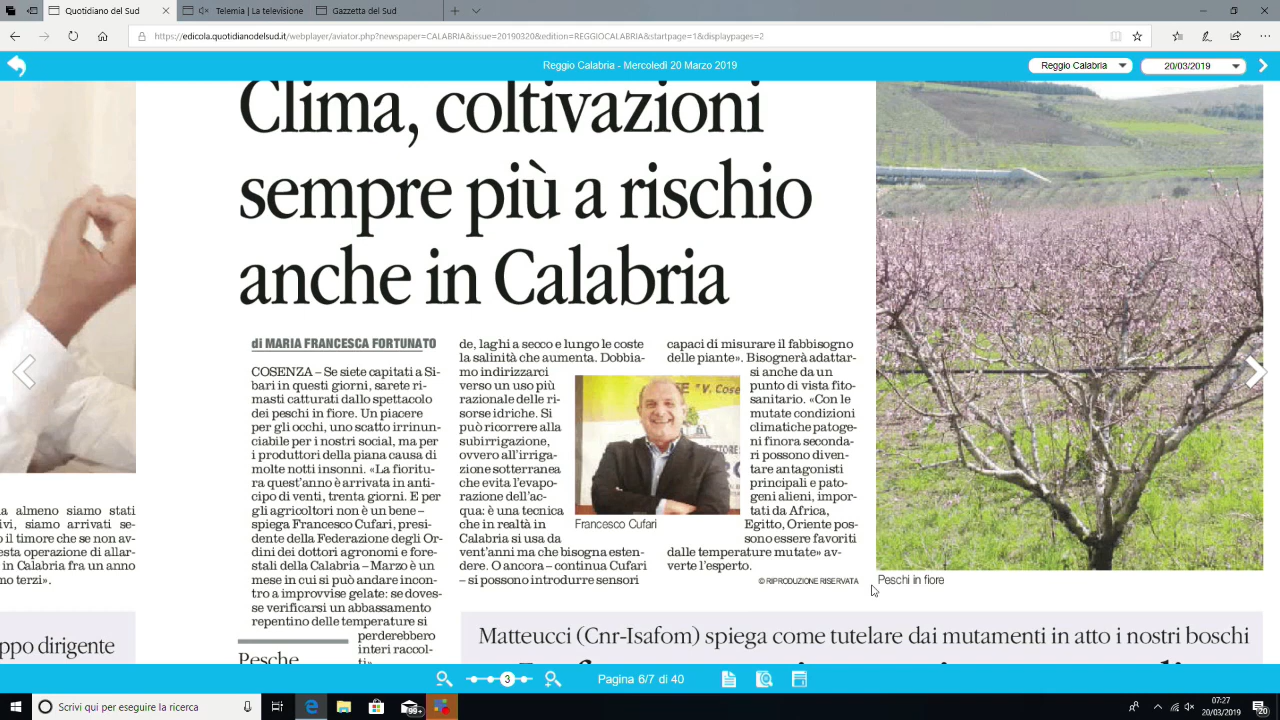 Quotidiano del Sud
Telemia | La televisione
Gazzetta del Sud
https://edicola.quotidianodelsud.it/webplayer/aviator.php?newspaper=CALABRIA&issue=20190320&edition=REGGIOCALABRIA&startpage=1&displaypages=2
Reggio Calabria - Mercoledì 20 Marzo 2019
Reggio Calabria
20/03/2019
Clima, coltivazioni
sempre più a rischio
anche in Calabria
di MARIA FRANCESCA FORTUNATO
COSENZA – Se siete capitati a Si-
bari in questi giorni, sarete ri-
masti catturati dallo spettacolo
dei peschi in fiore. Un piacere
per gli occhi, uno scatto irrinun-
ciabile per i nostri social, ma per
i produttori della piana causa di
molte notti insonni. «La fioritu-
ra quest'anno è arrivata in anti-
cipo di venti, trenta giorni. E per
gli agricoltori non è un bene –
spiega Francesco Cufari, presi-
dente della Federazione degli Or-
dini dei dottori agronomi e fore-
stali della Calabria – Marzo è un
mese in cui si può andare incon-
tro a improvvise gelate: se doves-
se verificarsi un abbassamento
repentino delle temperature si
perderebbero
interi raccol-
ti».
Pesche
de, laghi a secco e lungo le coste
la salinità che aumenta. Dobbia-
mo indirizzarci
verso un uso più
razionale delle ri-
sorse idriche. Si
può ricorrere alla
subirrigazione,
ovvero all'irriga-
zione sotterranea
che evita l'evapo-
razione dell'ac-
qua: è una tecnica
che in realtà in
Calabria si usa da
vent'anni ma che bisogna esten-
dere. O ancora – continua Cufari
– si possono introdurre sensori
Francesco Cufari
capaci di misurare il fabbisogno
delle piante». Bisognerà adattar-
si anche da un
punto di vista fito-
sanitario. «Con le
mutate condizioni
climatiche patoge-
ni finora seconda-
ri possono diven-
tare antagonisti
principali e pato-
geni alieni, impor-
tati da Africa,
Egitto, Oriente pos-
sono essere favoriti
dalle temperature mutate» av-
verte l'esperto.
© RIPRODUZIONE RISERVATA
Peschi in fiore
a almeno siamo stati
ivi, siamo arrivati se-
o il timore che se non av-
esta operazione di allar-
in Calabria fra un anno
mo terzi».
ppo dirigente
Matteucci (Cnr-Isafom) spiega come tutelare dai mutamenti in atto i nostri boschi
3
Pagina 6/7 di 40
Scrivi qui per eseguire la ricerca
99+
07:27
20/03/2019
20